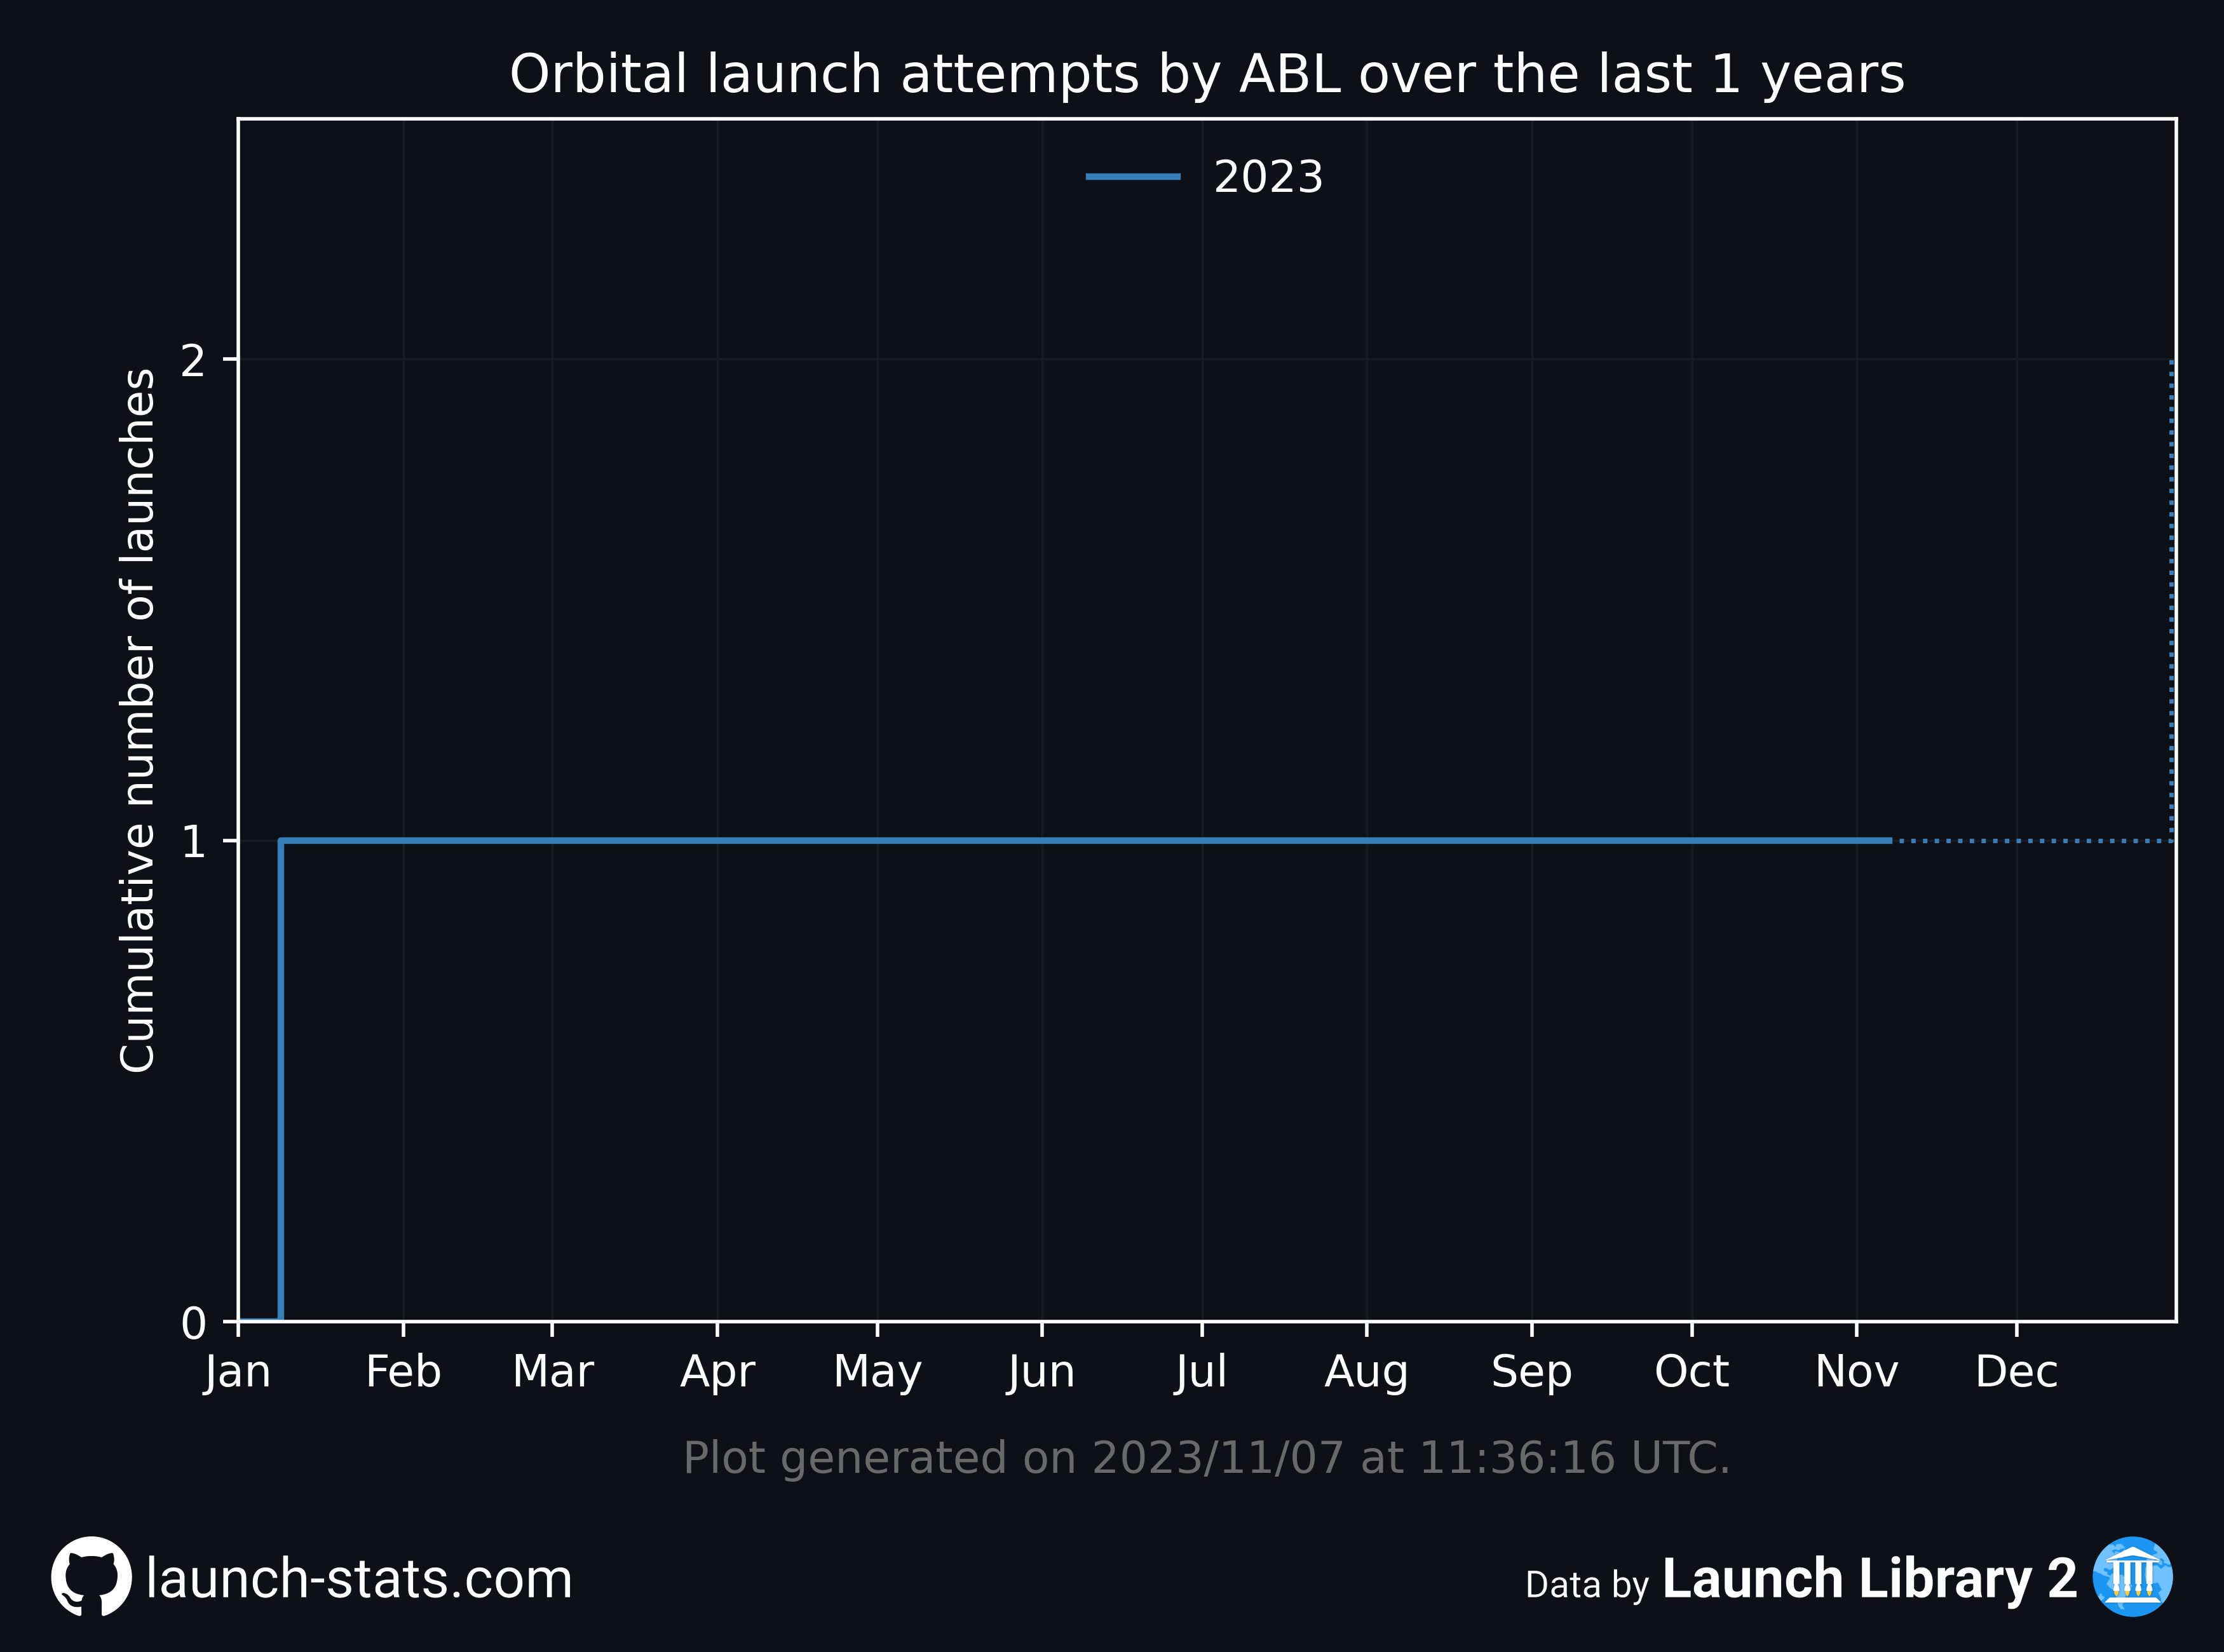 Orbital launch attempts by ABL over the last 1 years
2023
Cumulative number of launches
2
1
0
Jan Feb Mar Apr May Jun Jul Aug Sep Oct Nov Dec
Plot generated on 2023/11/07 at 11:36:16 UTC.
launch-stats.com
Data by Launch Library 2